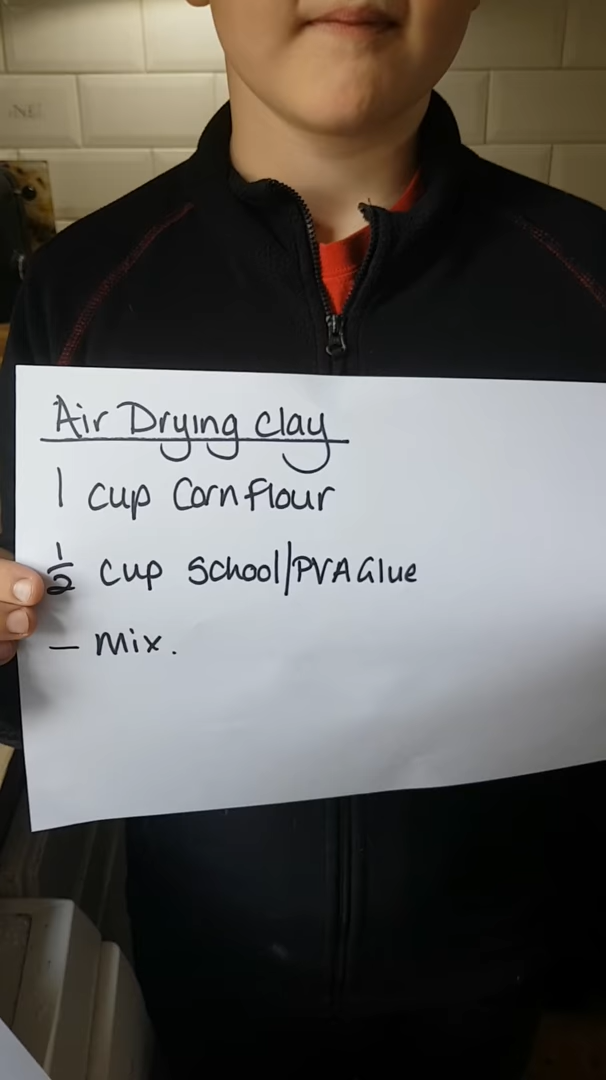 Air Drying clay
1 cup Cornflour
1/2 cup School/PVA Glue
— Mix.